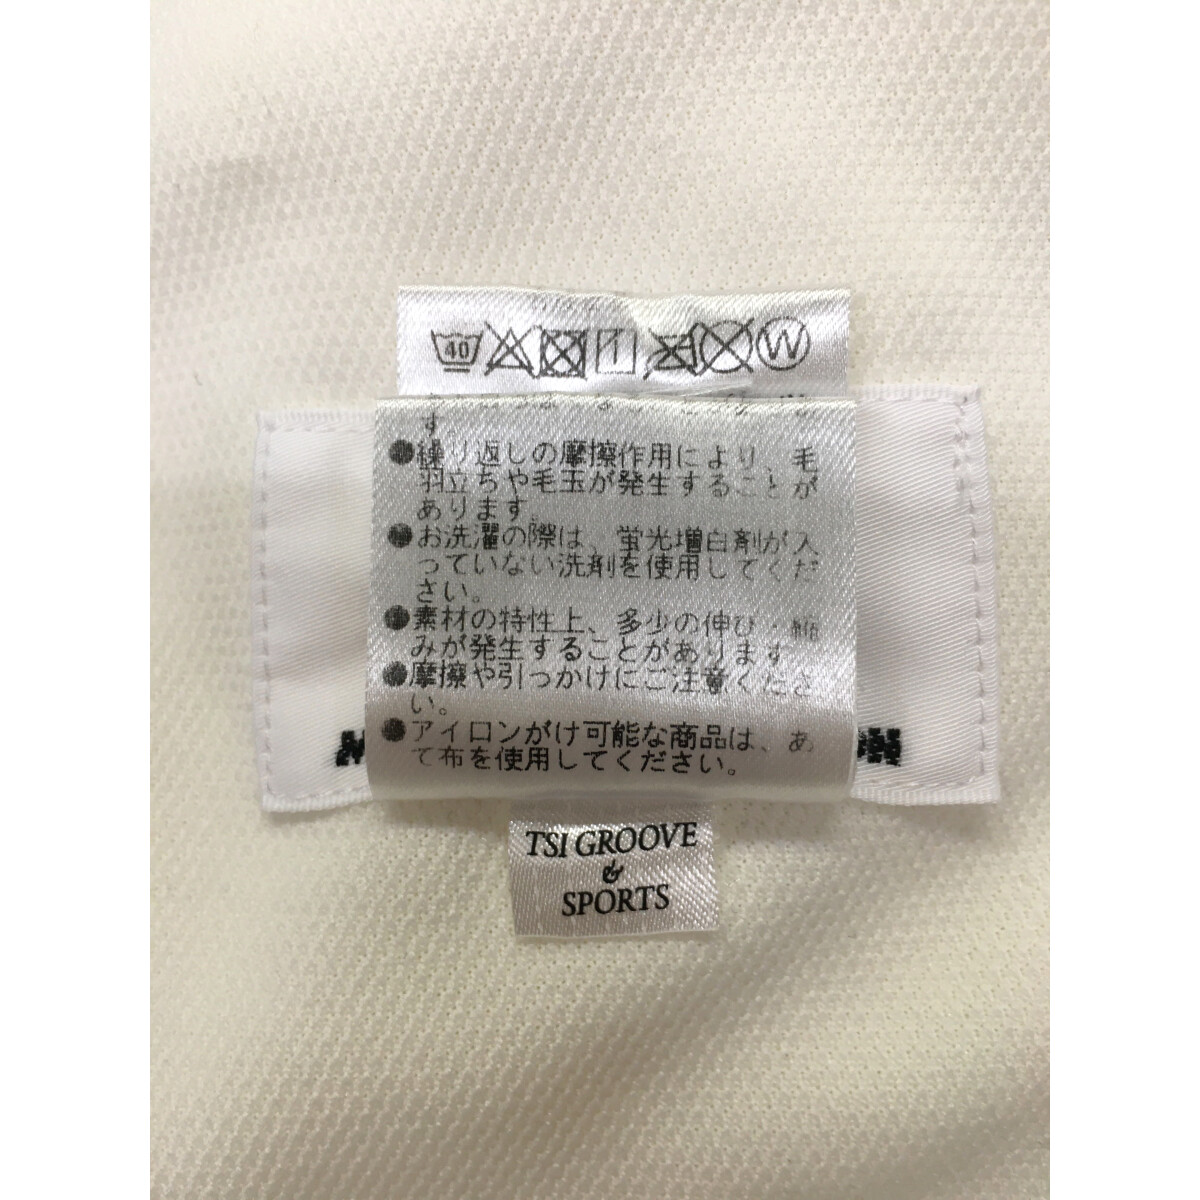 40
W
す
●繰り返しの摩擦作用により、毛
羽立ちや毛玉が発生することが
あります。
●お洗濯の際は、蛍光増白剤が入
っていない洗剤を使用してくだ
さい。
●素材の特性上、多少の伸び・縮
みが発生することがあります
●摩擦や引っかけにご注意くださ
い。
●アイロンがけ可能な商品は、あ
て布を使用してください。
M
ON
TSI GROOVE
&
SPORTS